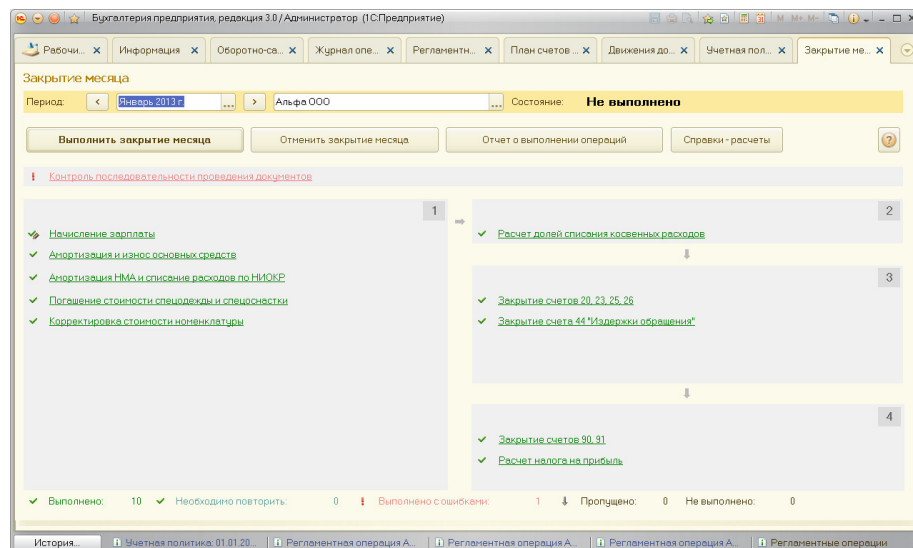 Бухгалтерия предприятия, редакция 3.0 / Администратор (1С:Предприятие)
M M+ M-
Рабочи... Информация Оборотно-са... Журнал опе... Регламентн... План счетов ... Движения до... Учетная пол... Закрытие ме...
Закрытие месяца
Период: Январь 2013 г. ... Альфа ООО ... Состояние: Не выполнено
Выполнить закрытие месяца Отменить закрытие месяца Отчет о выполнении операций Справки-расчеты
Контроль последовательности проведения документов
1
Начисление зарплаты
Амортизация и износ основных средств
Амортизация НМА и списание расходов по НИОКР
Погашение стоимости спецодежды и спецоснастки
Корректировка стоимости номенклатуры
2
Расчет долей списания косвенных расходов
3
Закрытие счетов 20, 23, 25, 26
Закрытие счета 44 "Издержки обращения"
4
Закрытие счетов 90, 91
Расчет налога на прибыль
Выполнено: 10 Необходимо повторить: 0 Выполнено с ошибками: 1 Пропущено: 0 Не выполнено: 0
История... Учетная политика: 01.01.20... Регламентная операция А... Регламентная операция А... Регламентная операция А... Регламентные операции